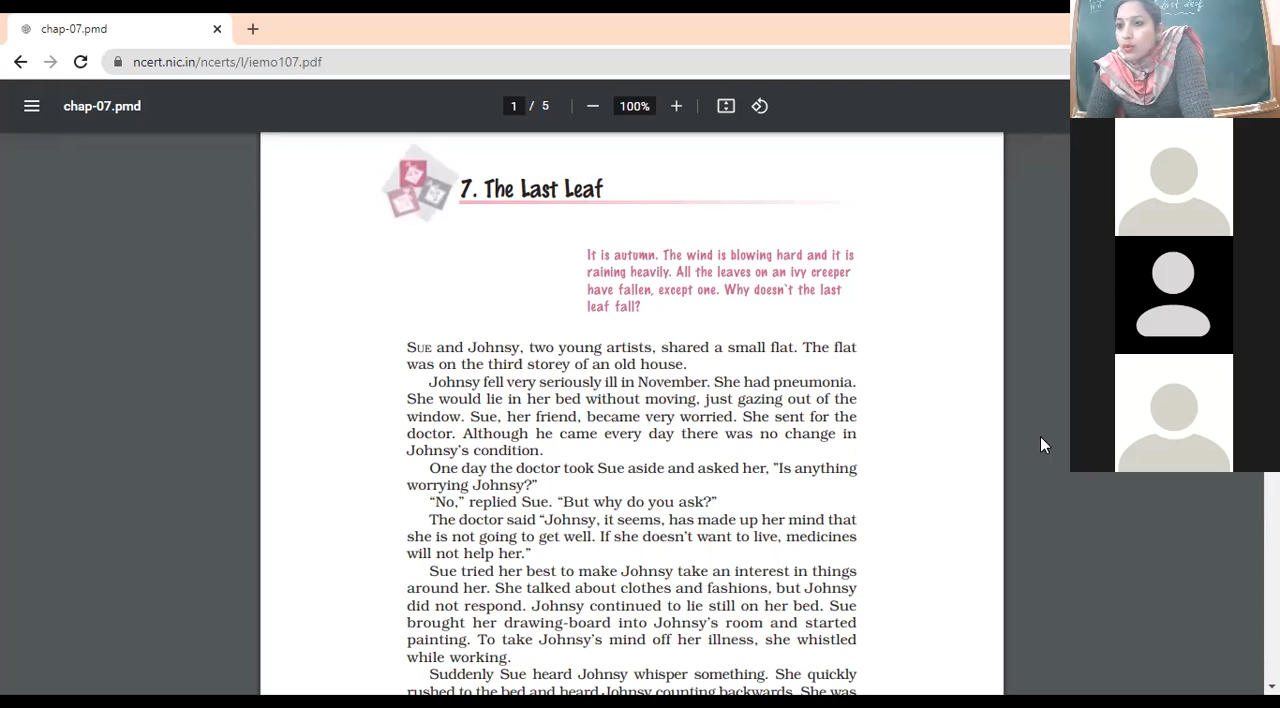 chap-07.pmd
ncert.nic.in/ncerts/l/iemo107.pdf
chap-07.pmd
1 / 5
100%
7. The Last Leaf
It is autumn. The wind is blowing hard and it is
raining heavily. All the leaves on an ivy creeper
have fallen, except one. Why doesn`t the last
leaf fall?
SUE and Johnsy, two young artists, shared a small flat. The flat
was on the third storey of an old house.
Johnsy fell very seriously ill in November. She had pneumonia.
She would lie in her bed without moving, just gazing out of the
window. Sue, her friend, became very worried. She sent for the
doctor. Although he came every day there was no change in
Johnsy's condition.
One day the doctor took Sue aside and asked her, "Is anything
worrying Johnsy?"
“No,” replied Sue. “But why do you ask?”
The doctor said “Johnsy, it seems, has made up her mind that
she is not going to get well. If she doesn't want to live, medicines
will not help her.”
Sue tried her best to make Johnsy take an interest in things
around her. She talked about clothes and fashions, but Johnsy
did not respond. Johnsy continued to lie still on her bed. Sue
brought her drawing-board into Johnsy's room and started
painting. To take Johnsy's mind off her illness, she whistled
while working.
Suddenly Sue heard Johnsy whisper something. She quickly
rushed to the bed and heard Johnsy counting backwards. She was